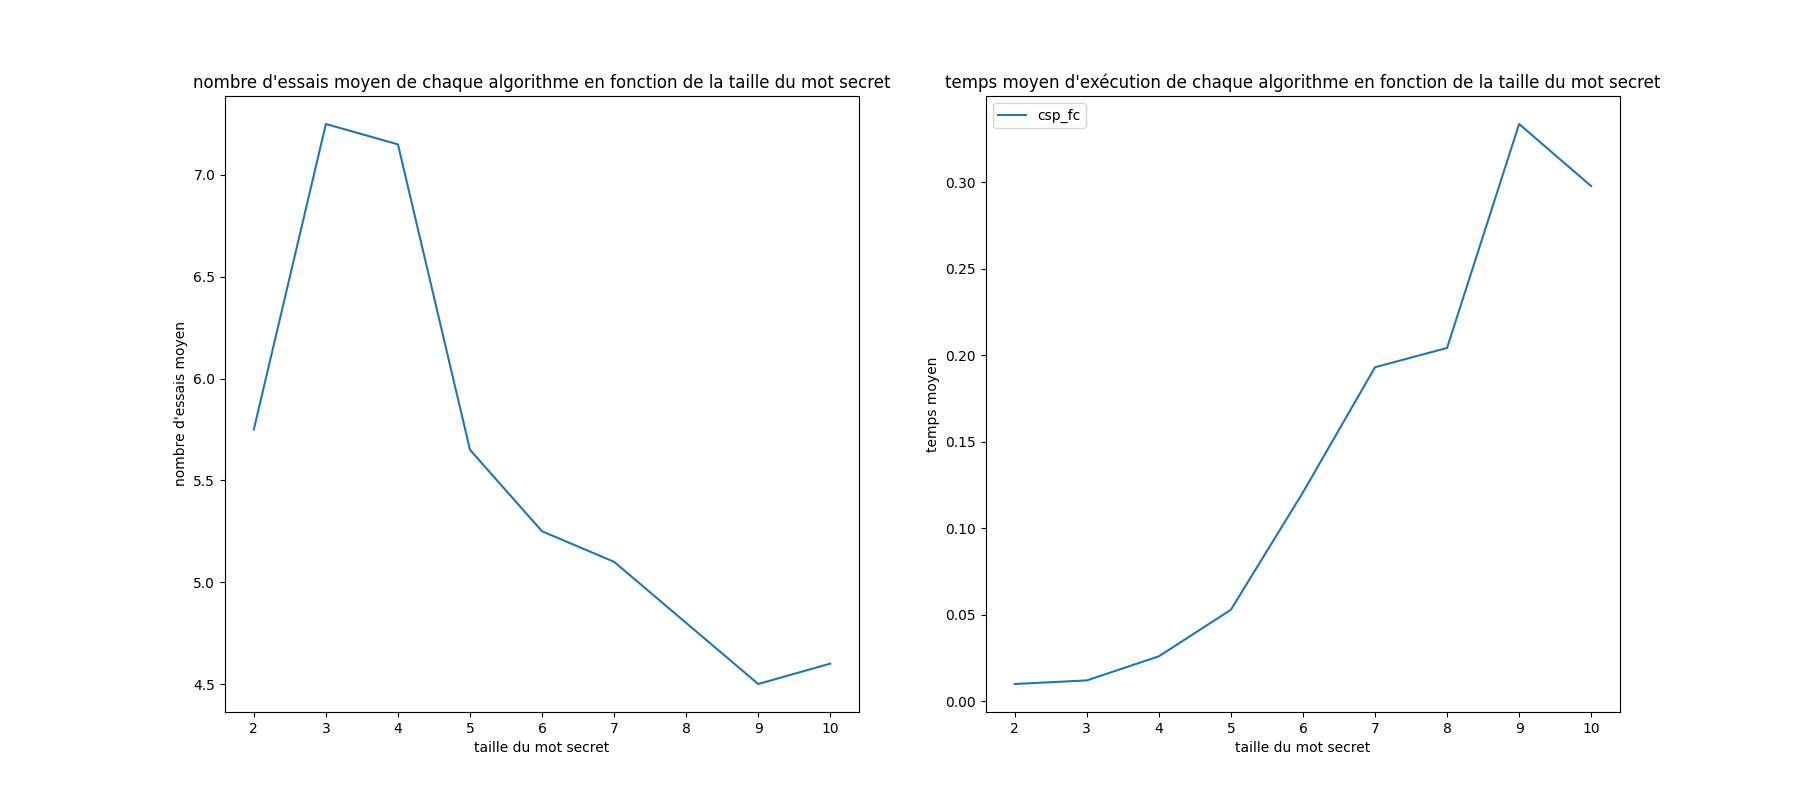 nombre d'essais moyen de chaque algorithme en fonction de la taille du mot secret
nombre d'essais moyen
7.0
6.5
6.0
5.5
5.0
4.5
2 3 4 5 6 7 8 9 10
taille du mot secret
temps moyen d'exécution de chaque algorithme en fonction de la taille du mot secret
csp_fc
temps moyen
0.30
0.25
0.20
0.15
0.10
0.05
0.00
2 3 4 5 6 7 8 9 10
taille du mot secret